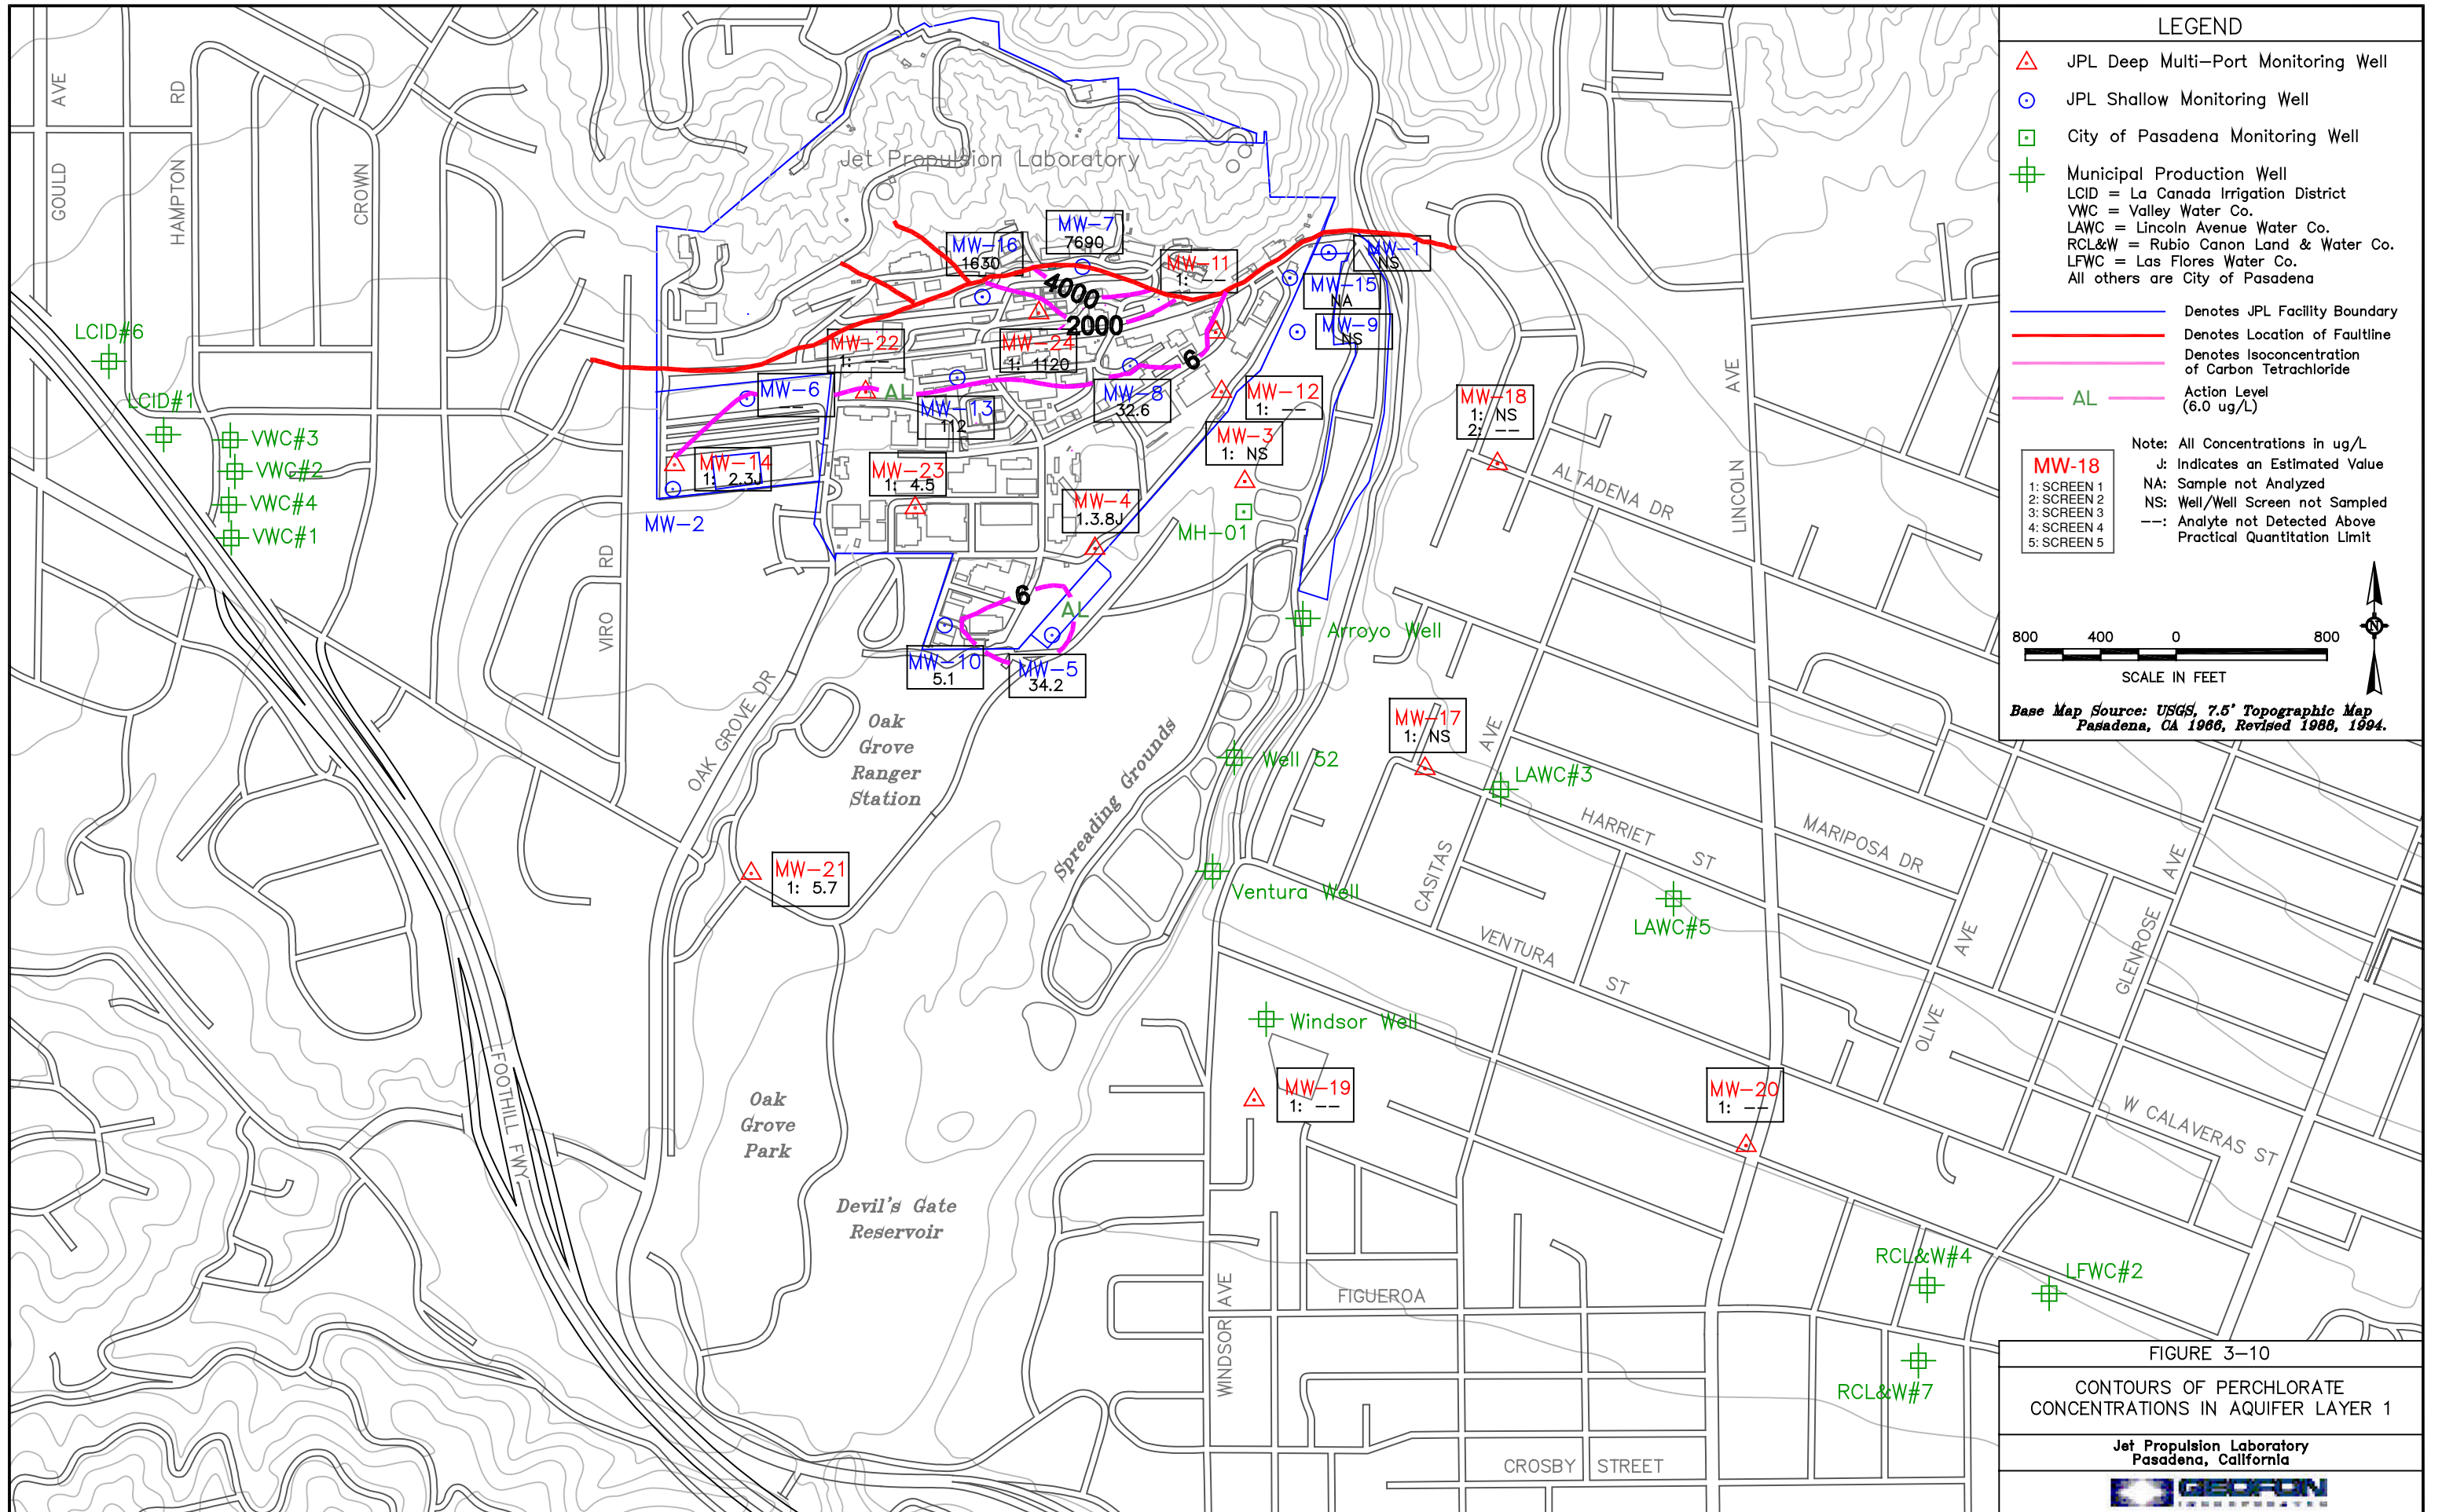 LEGEND
JPL Deep Multi-Port Monitoring Well
JPL Shallow Monitoring Well
City of Pasadena Monitoring Well
Municipal Production Well
LCID = La Canada Irrigation District
VWC = Valley Water Co.
LAWC = Lincoln Avenue Water Co.
RCL&W = Rubio Canon Land & Water Co.
LFWC = Las Flores Water Co.
All others are City of Pasadena
Denotes JPL Facility Boundary
Denotes Location of Faultline
Denotes Isoconcentration
of Carbon Tetrachloride
AL
Action Level
(6.0 ug/L)
Note: All Concentrations in ug/L
J: Indicates an Estimated Value
NA: Sample not Analyzed
NS: Well/Well Screen not Sampled
--: Analyte not Detected Above
Practical Quantitation Limit
MW-18
1: SCREEN 1
2: SCREEN 2
3: SCREEN 3
4: SCREEN 4
5: SCREEN 5
800 400 0 800
N
SCALE IN FEET
Base Map Source: USGS, 7.5' Topographic Map
Pasadena, CA 1966, Revised 1988, 1994.
GOULD AVE
HAMPTON RD
CROWN
Jet Propulsion Laboratory
MW-16
1630
MW-7
7690
MW-11
1: --
MW-1
NS
MW-15
NA
MW-9
NS
4000
2000
6
MW-22
1: --
MW-24
1: 1120
MW-6
--
AL
MW-13
112
MW-8
32.6
MW-12
1: --
MW-3
1: NS
MW-18
1: NS
2: --
MW-14
1: 2.3J
MW-23
1: 4.5
MW-4
1.3.8J
MW-2
MH-01
LCID#6
LCID#1
VWC#3
VWC#2
VWC#4
VWC#1
VIRO RD
6
AL
MW-10
5.1
MW-5
34.2
Arroyo Well
ALTADENA DR
LINCOLN AVE
OAK GROVE DR
Oak
Grove
Ranger
Station
Spreading Grounds
Well 52
MW-17
1: NS
LAWC#3
CASITAS AVE
HARRIET ST
MARIPOSA DR
MW-21
1: 5.7
Ventura Well
LAWC#5
VENTURA ST
OLIVE AVE
GLENROSE AVE
Windsor Well
MW-19
1: --
MW-20
1: --
W CALAVERAS ST
FOOTHILL FWY
Oak
Grove
Park
Devil's Gate
Reservoir
WINDSOR AVE
FIGUEROA
CROSBY STREET
RCL&W#4
LFWC#2
RCL&W#7
FIGURE 3-10
CONTOURS OF PERCHLORATE
CONCENTRATIONS IN AQUIFER LAYER 1
Jet Propulsion Laboratory
Pasadena, California
GEOFON